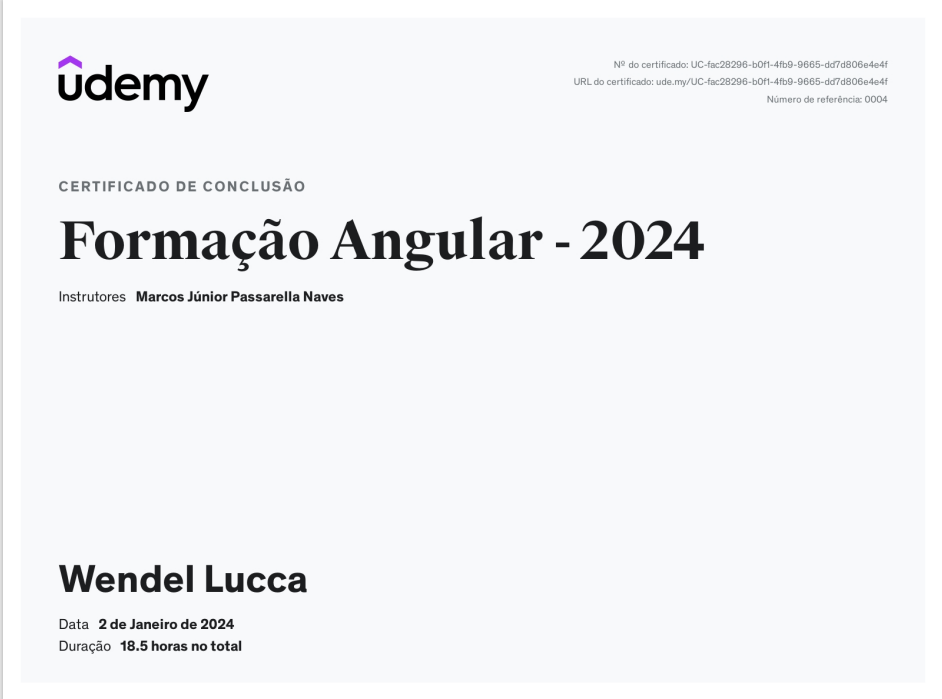 udemy
Nº do certificado: UC-fac28296-b0f1-4fb9-9665-dd7d806e4e4f
URL do certificado: ude.my/UC-fac28296-b0f1-4fb9-9665-dd7d806e4e4f
Número de referência: 0004
CERTIFICADO DE CONCLUSÃO
Formação Angular - 2024
Instrutores Marcos Júnior Passarella Naves
Wendel Lucca
Data 2 de Janeiro de 2024
Duração 18.5 horas no total